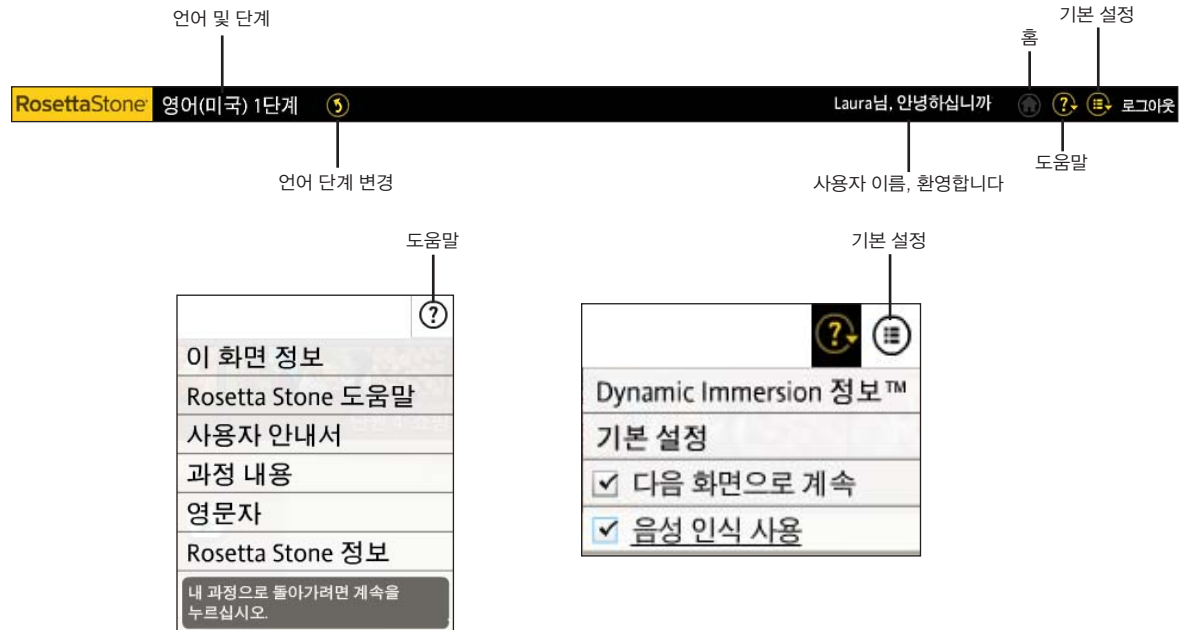 언어 및 단계
기본 설정
홈
RosettaStone 영어(미국) 1단계 Laura님, 안녕하십니까 로그아웃
언어 단계 변경
사용자 이름, 환영합니다
도움말
도움말
이 화면 정보
Rosetta Stone 도움말
사용자 안내서
과정 내용
영문자
Rosetta Stone 정보
내 과정으로 돌아가려면 계속을
누르십시오.
기본 설정
Dynamic Immersion 정보™
기본 설정
다음 화면으로 계속
음성 인식 사용